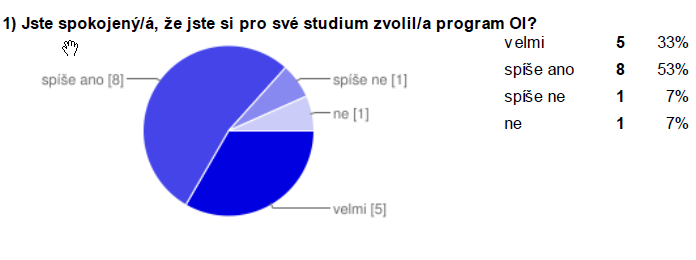 1) Jste spokojený/á, že jste si pro své studium zvolil/a program OI?
velmi 5 33%
spíše ano 8 53%
spíše ne 1 7%
ne 1 7%
spíše ano [8]
spíše ne [1]
ne [1]
velmi [5]